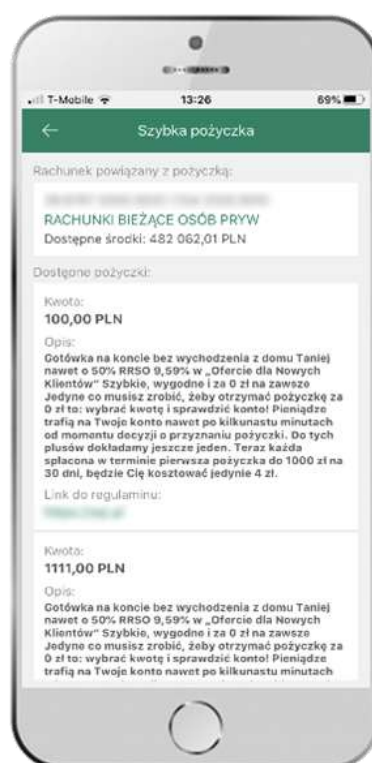 T-Mobile
13:26
69%
Szybka pożyczka
Rachunek powiązany z pożyczką:
RACHUNKI BIEŻĄCE OSÓB PRYW
Dostępne środki: 482 062,01 PLN
Dostępne pożyczki:
Kwota:
100,00 PLN
Opis:
Gotówka na koncie bez wychodzenia z domu Taniej
nawet o 50% RRSO 9,59% w „Ofercie dla Nowych
Klientów” Szybkie, wygodne i za 0 zł na zawsze
Jedyne co musisz zrobić, żeby otrzymać pożyczkę za
0 zł to: wybrać kwotę i sprawdzić konto! Pieniądze
trafią na Twoje konto nawet po kilkunastu minutach
od momentu decyzji o przyznaniu pożyczki. Do tych
plusów dokładamy jeszcze jeden. Teraz każda
spłacona w terminie pierwsza pożyczka do 1000 zł na
30 dni, będzie Cię kosztować jedynie 4 zł.
Link do regulaminu:
Kwota:
1111,00 PLN
Opis:
Gotówka na koncie bez wychodzenia z domu Taniej
nawet o 50% RRSO 9,59% w „Ofercie dla Nowych
Klientów” Szybkie, wygodne i za 0 zł na zawsze
Jedyne co musisz zrobić, żeby otrzymać pożyczkę za
0 zł to: wybrać kwotę i sprawdzić konto! Pieniądze
trafią na Twoje konto nawet po kilkunastu minutach